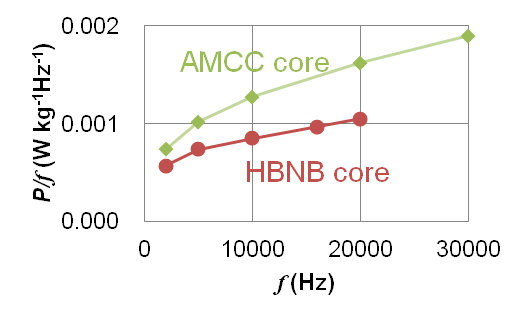 0.002
AMCC core
0.001
HBNB core
0.000
P/f (W kg-1Hz-1)
0 10000 20000 30000
f (Hz)